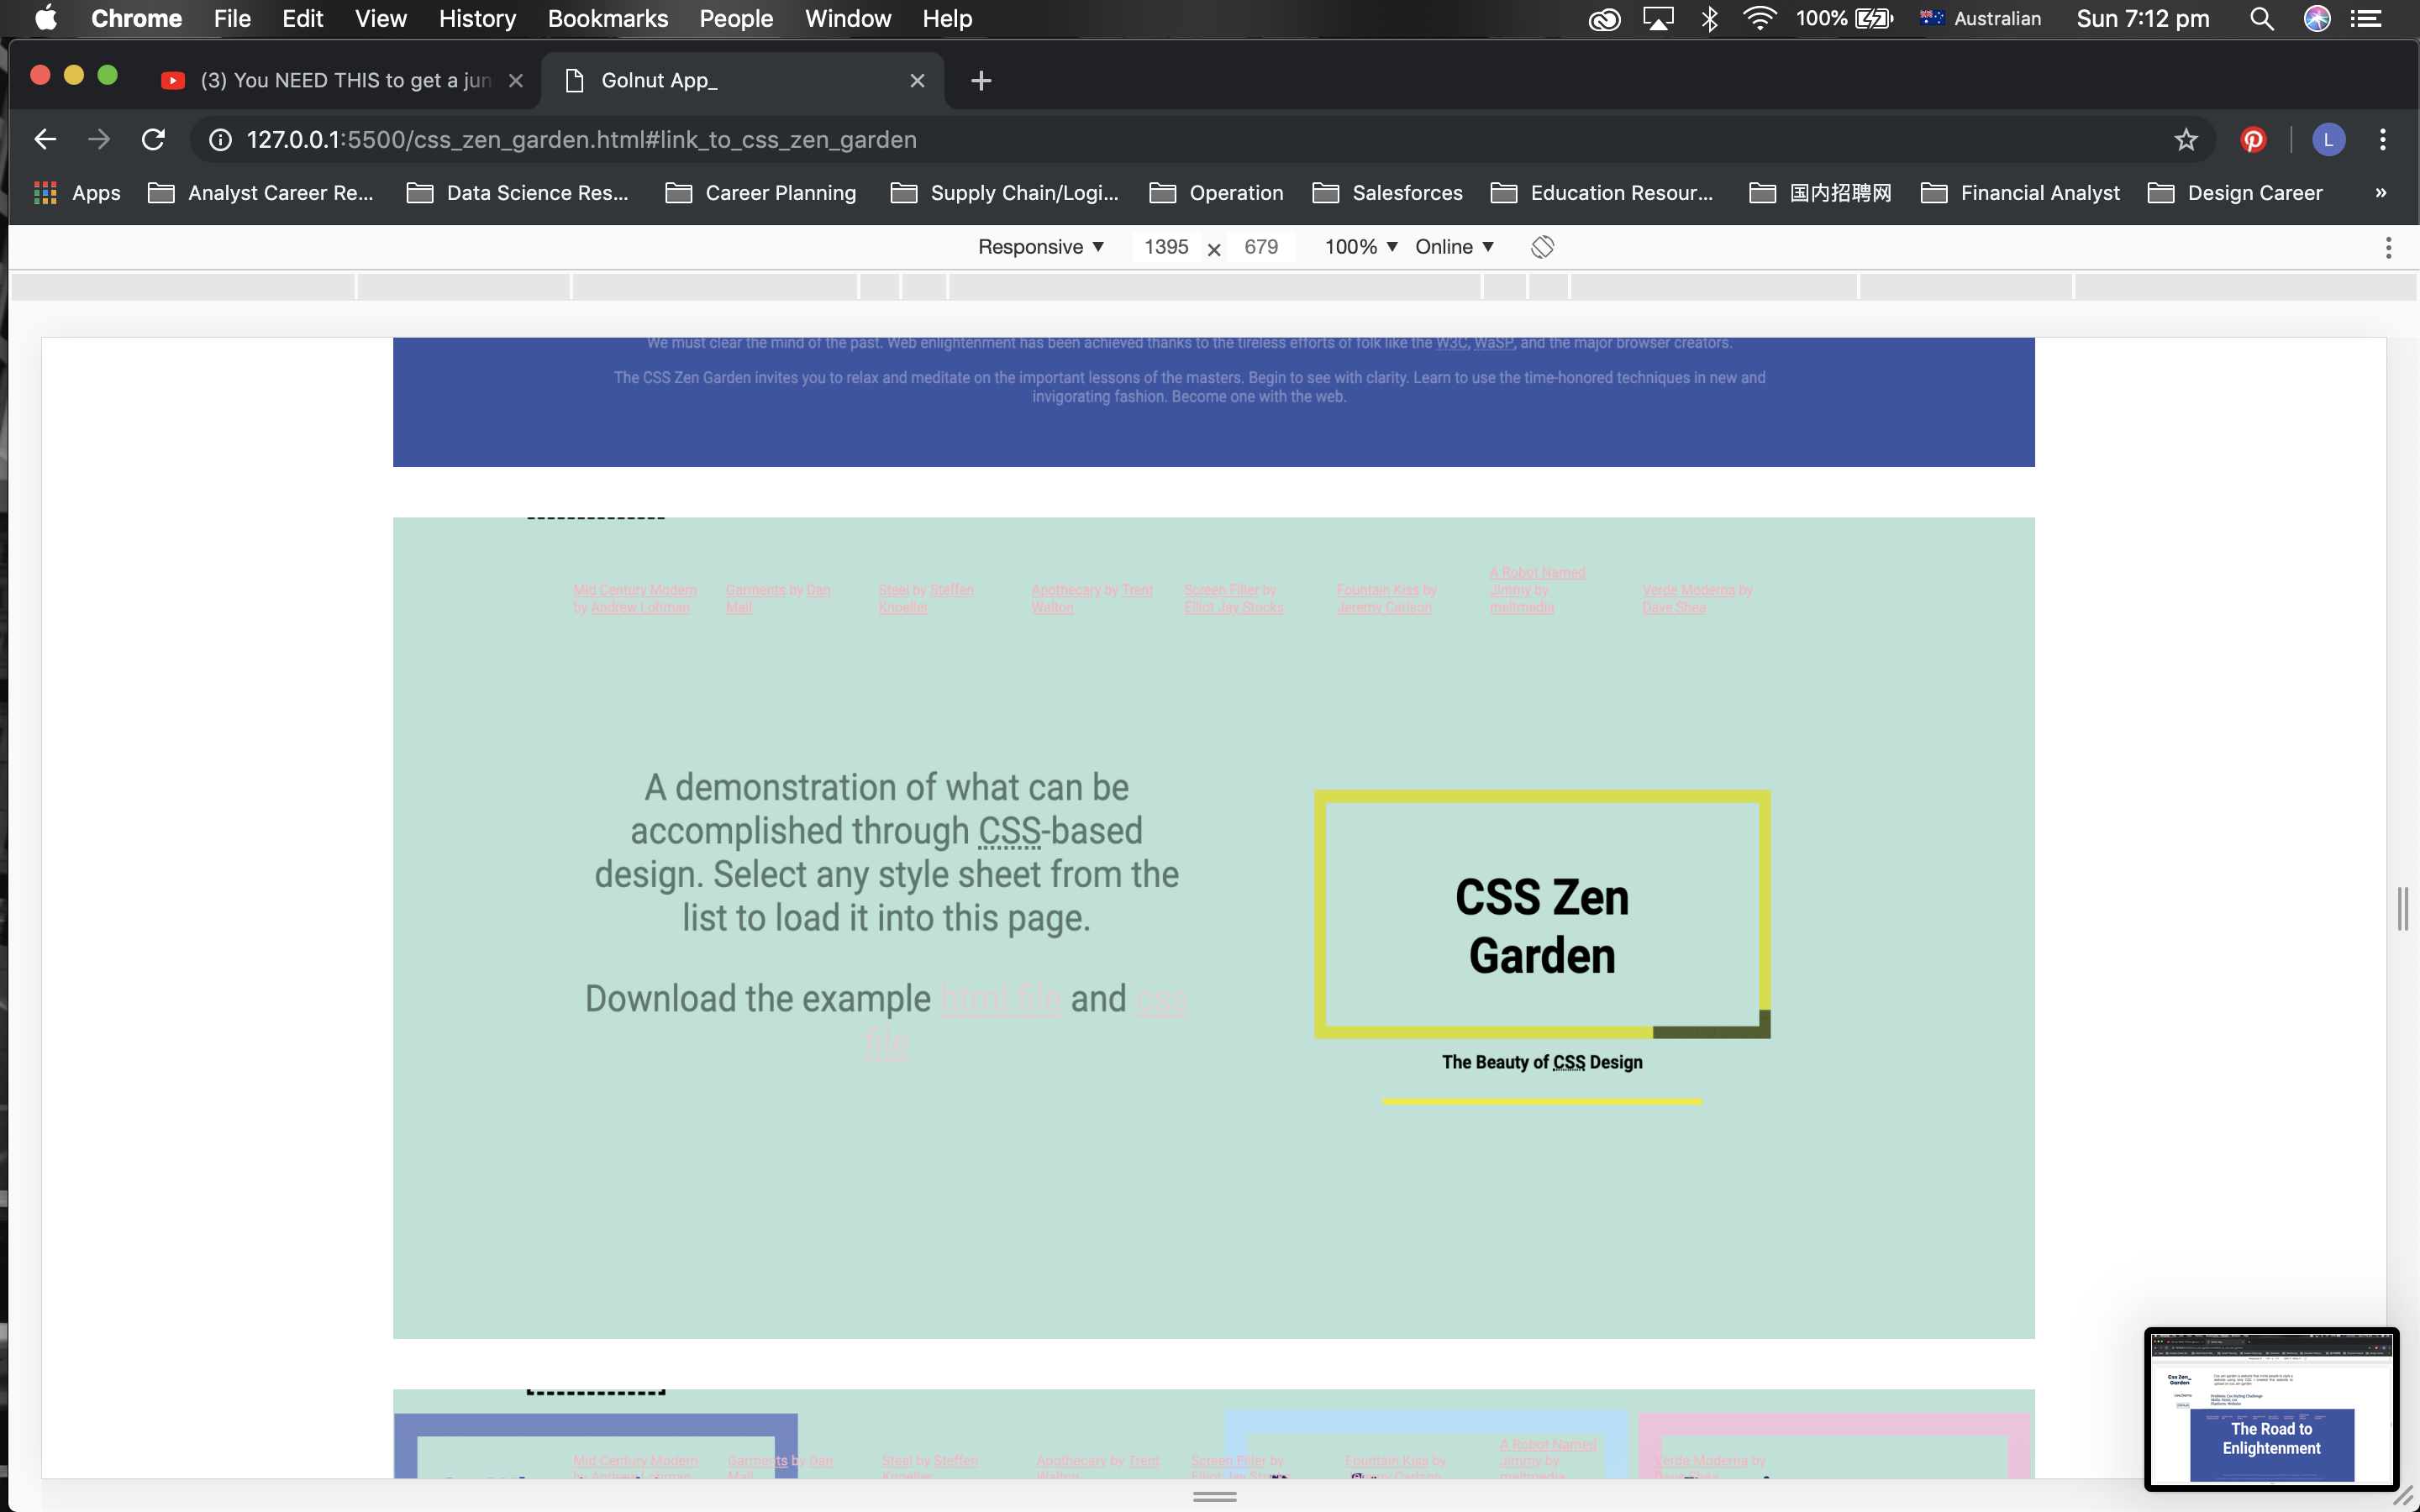 Chrome File Edit View History Bookmarks People Window Help 100% Australian Sun 7:12 pm
(3) You NEED THIS to get a jun Golnut App_
127.0.0.1:5500/css_zen_garden.html#link_to_css_zen_garden L
Apps Analyst Career Re... Data Science Res... Career Planning Supply Chain/Logi... Operation Salesforces Education Resour... 国内招聘网 Financial Analyst Design Career »
Responsive 1395 × 679 100% Online
We must clear the mind of the past. Web enlightenment has been achieved thanks to the tireless efforts of folk like the W3C, WaSP, and the major browser creators.
The CSS Zen Garden invites you to relax and meditate on the important lessons of the masters. Begin to see with clarity. Learn to use the time-honored techniques in new and
invigorating fashion. Become one with the web.
Mid Century Modern
by Andrew Lohman
Garments by Dan
Mall
Steel by Steffen
Knoeller
Apothecary by Trent
Walton
Screen Filler by
Elliot Jay Stocks
Fountain Kiss by
Jeremy Carlson
A Robot Named
Jimmy by
meltmedia
Verde Moderna by
Dave Shea
A demonstration of what can be
accomplished through CSS-based
design. Select any style sheet from the
list to load it into this page.
Download the example html file and css
file
CSS Zen
Garden
The Beauty of CSS Design
Mid Century Modern
by Andrew Lohman
Garments by Dan
Mall
Steel by Steffen
Knoeller
Apothecary by Trent
Walton
Screen Filler by
Elliot Jay Stocks
Fountain Kiss by
Jeremy Carlson
A Robot Named
Jimmy by
meltmedia
Verde Moderna by
Dave Shea
Css Zen_
Garden
The Road to
Enlightenment